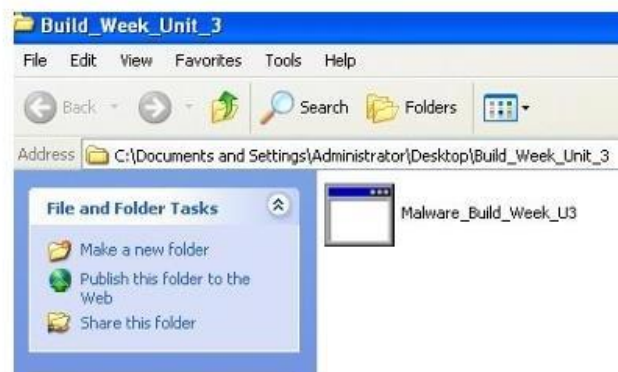 Build_Week_Unit_3
File Edit View Favorites Tools Help
Back Search Folders
Address C:\Documents and Settings\Administrator\Desktop\Build_Week_Unit_3
File and Folder Tasks
Make a new folder
Publish this folder to the
Web
Share this folder
Malware_Build_Week_U3